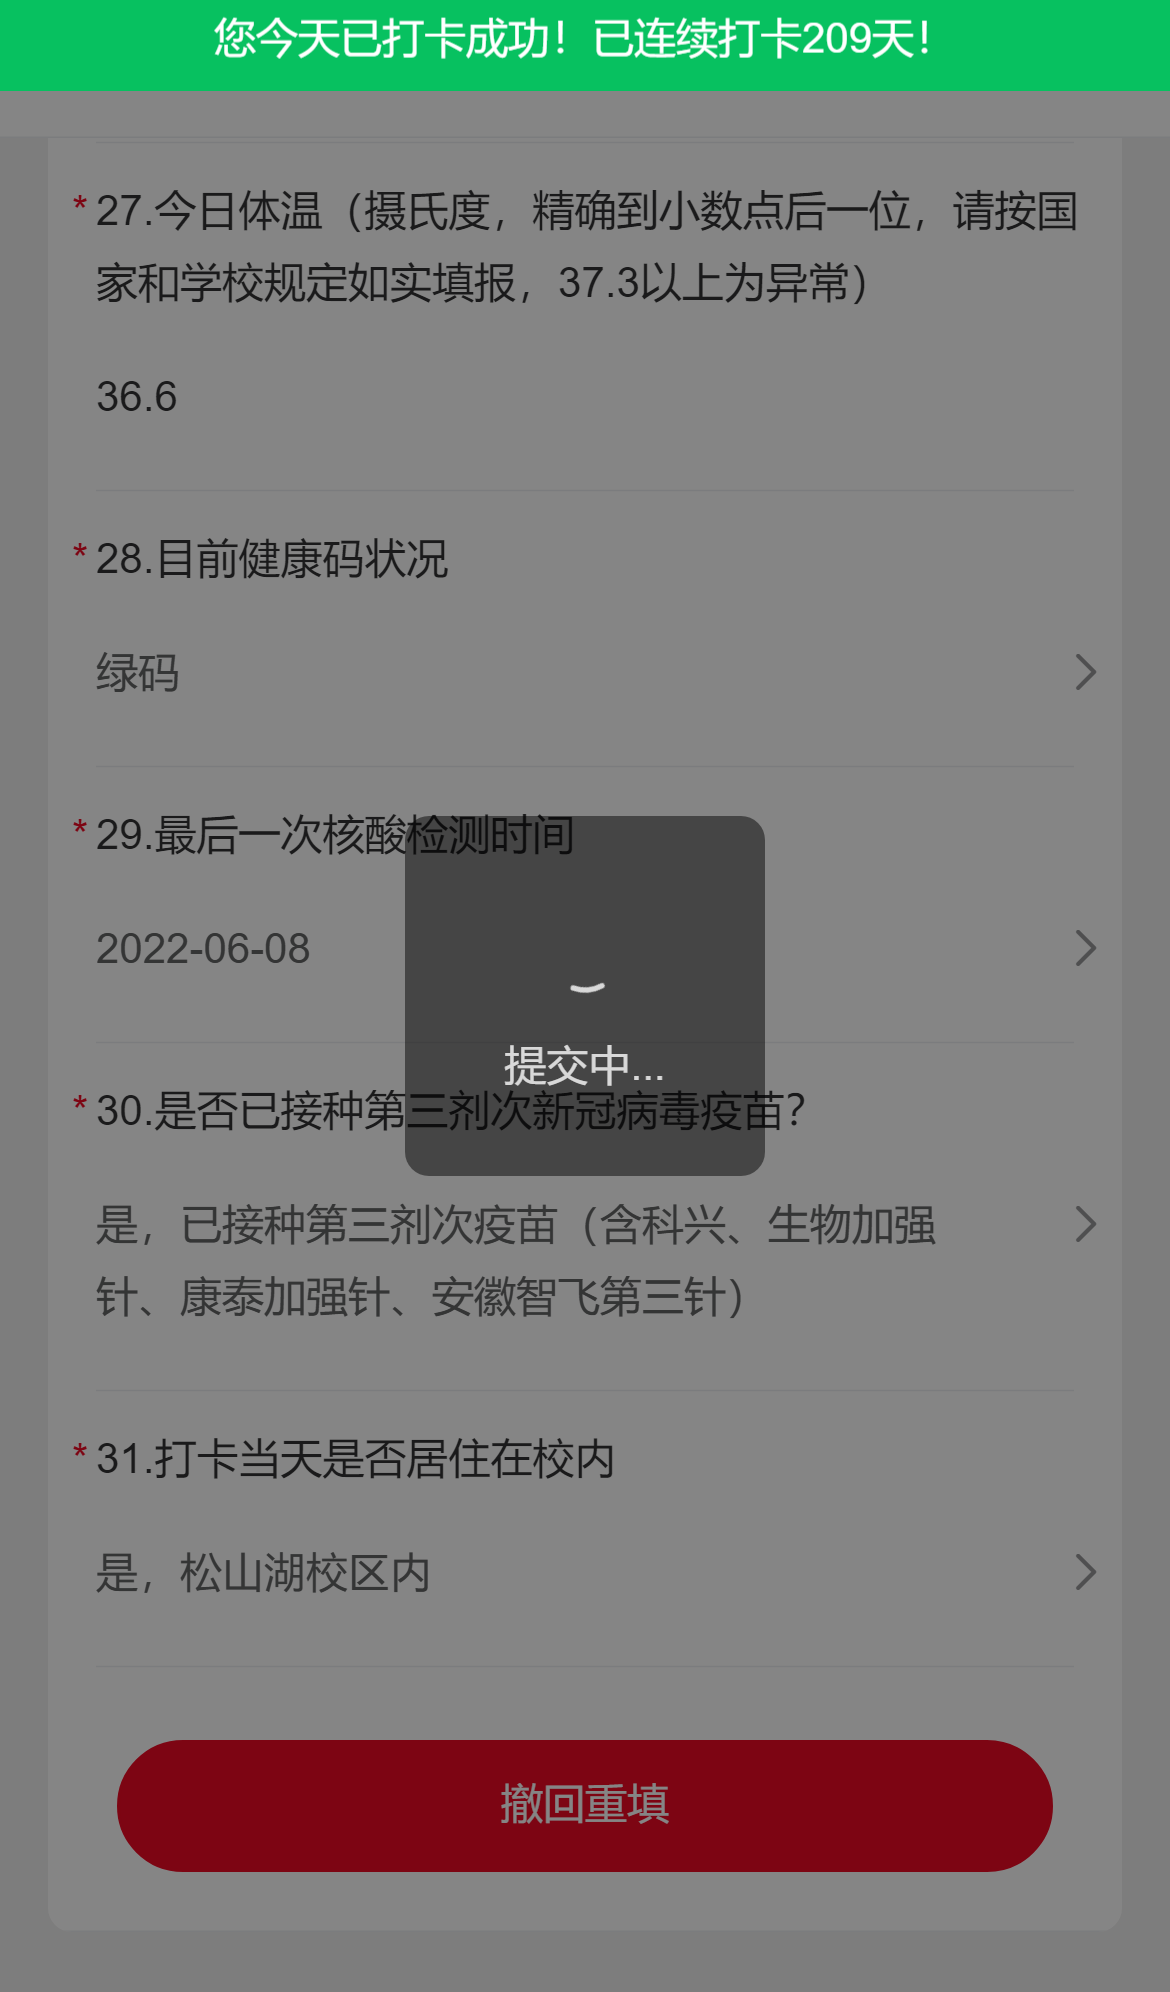 您今天已打卡成功！已连续打卡209天！
* 27.今日体温（摄氏度，精确到小数点后一位，请按国
家和学校规定如实填报，37.3以上为异常）
36.6
* 28.目前健康码状况
绿码
* 29.最后一次核酸检测时间
2022-06-08
提交中...
* 30.是否已接种第三剂次新冠病毒疫苗？
是，已接种第三剂次疫苗（含科兴、生物加强
针、康泰加强针、安徽智飞第三针）
* 31.打卡当天是否居住在校内
是，松山湖校区内
撤回重填